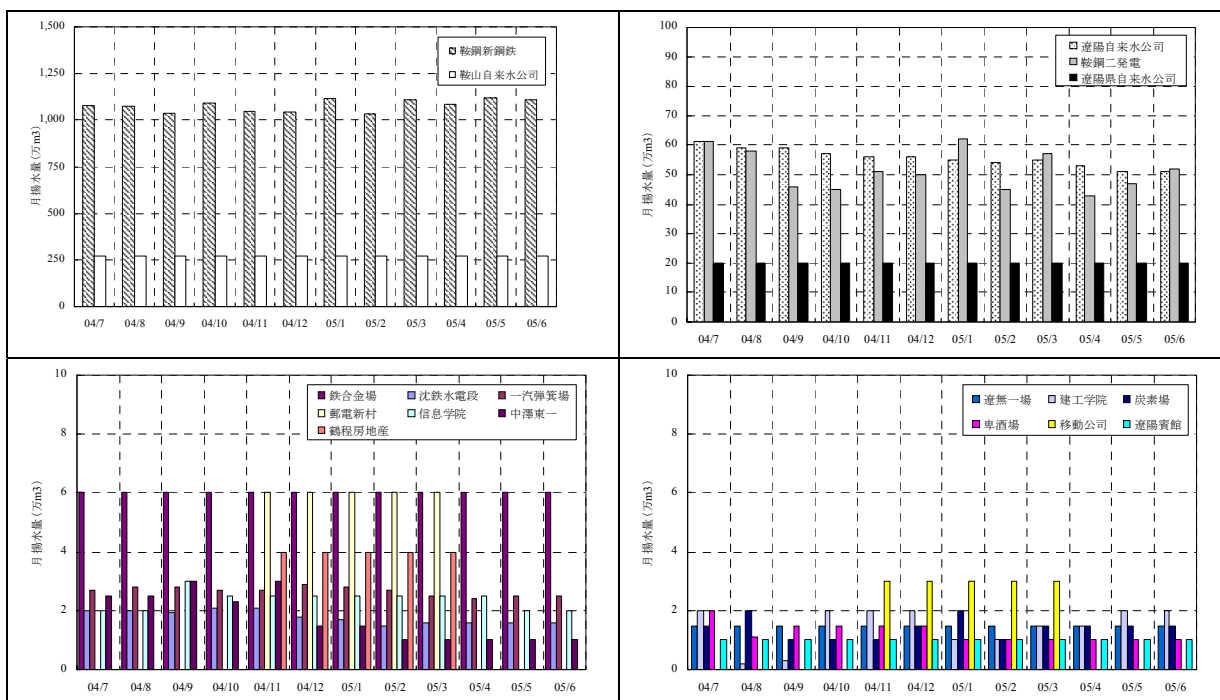 1,500
1,250
1,000
750
500
250
0
月揚水量(万m3)
鞍鋼新鋼鉄
鞍山自来水公司
04/7 04/8 04/9 04/10 04/11 04/12 05/1 05/2 05/3 05/4 05/5 05/6
100
90
80
70
60
50
40
30
20
10
0
月揚水量(万m3)
遼陽自来水公司
鞍鋼二発電
遼陽県自来水公司
04/7 04/8 04/9 04/10 04/11 04/12 05/1 05/2 05/3 05/4 05/5 05/6
10
8
6
4
2
0
月揚水量(万m3)
鉄合金場 沈鉄水電段 一汽弾簧場
郵電新村 信息学院 中澤東一
鶴程房地産
04/7 04/8 04/9 04/10 04/11 04/12 05/1 05/2 05/3 05/4 05/5 05/6
10
8
6
4
2
0
月揚水量(万m3)
遼無一場 建工学院 炭素場
卑酒場 移動公司 遼陽賓館
04/7 04/8 04/9 04/10 04/11 04/12 05/1 05/2 05/3 05/4 05/5 05/6